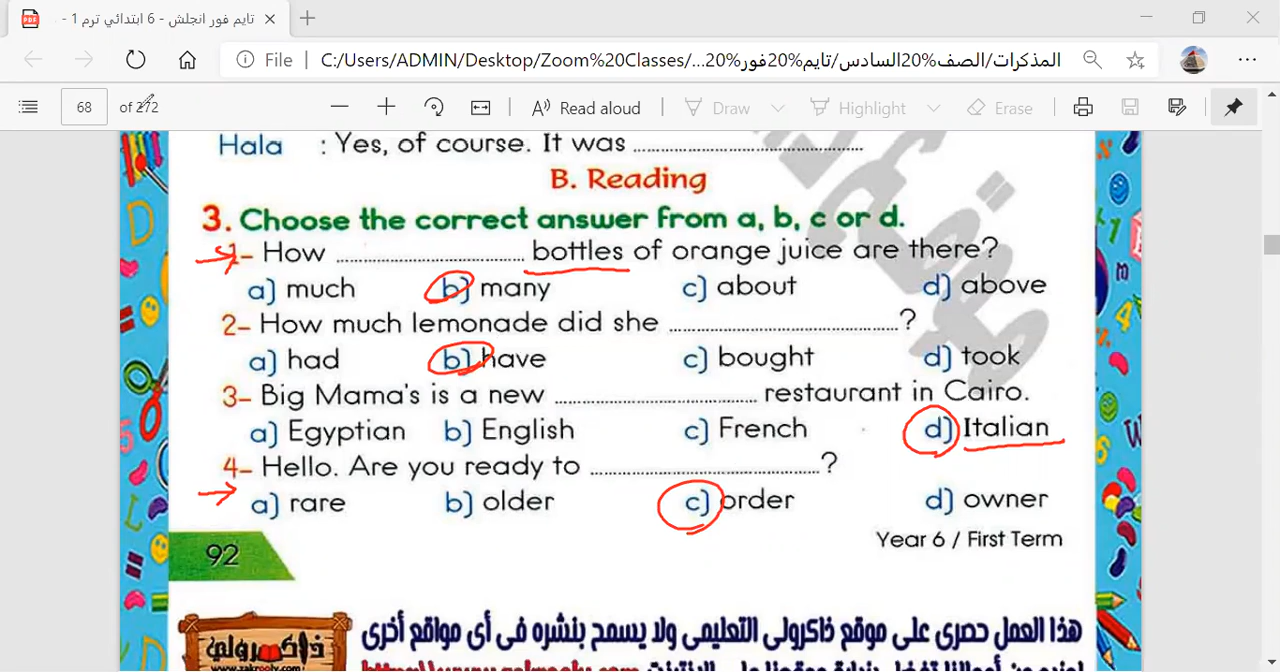 تايم فور انجلش - 6 ابتدائي ترم 1 -
File | C:/Users/ADMIN/Desktop/Zoom%20Classes/المذكرات/الصف%20السادس/تايم%20فور%20...
68 of 272 Read aloud Draw Highlight Erase
Hala : Yes, of course. It was ......................................
B. Reading
3. Choose the correct answer from a, b, c or d.
1- How ...................................... bottles of orange juice are there?
a) much b) many c) about d) above
2- How much lemonade did she ......................................?
a) had b) have c) bought d) took
3- Big Mama's is a new ...................................... restaurant in Cairo.
a) Egyptian b) English c) French d) Italian
4- Hello. Are you ready to ......................................?
a) rare b) older c) order d) owner
92
Year 6 / First Term
هذا العمل حصرى على موقع ذاكرولى التعليمى ولا يسمح بنشره فى أى مواقع أخرى
ذاكرولي
www.zakrooly.com